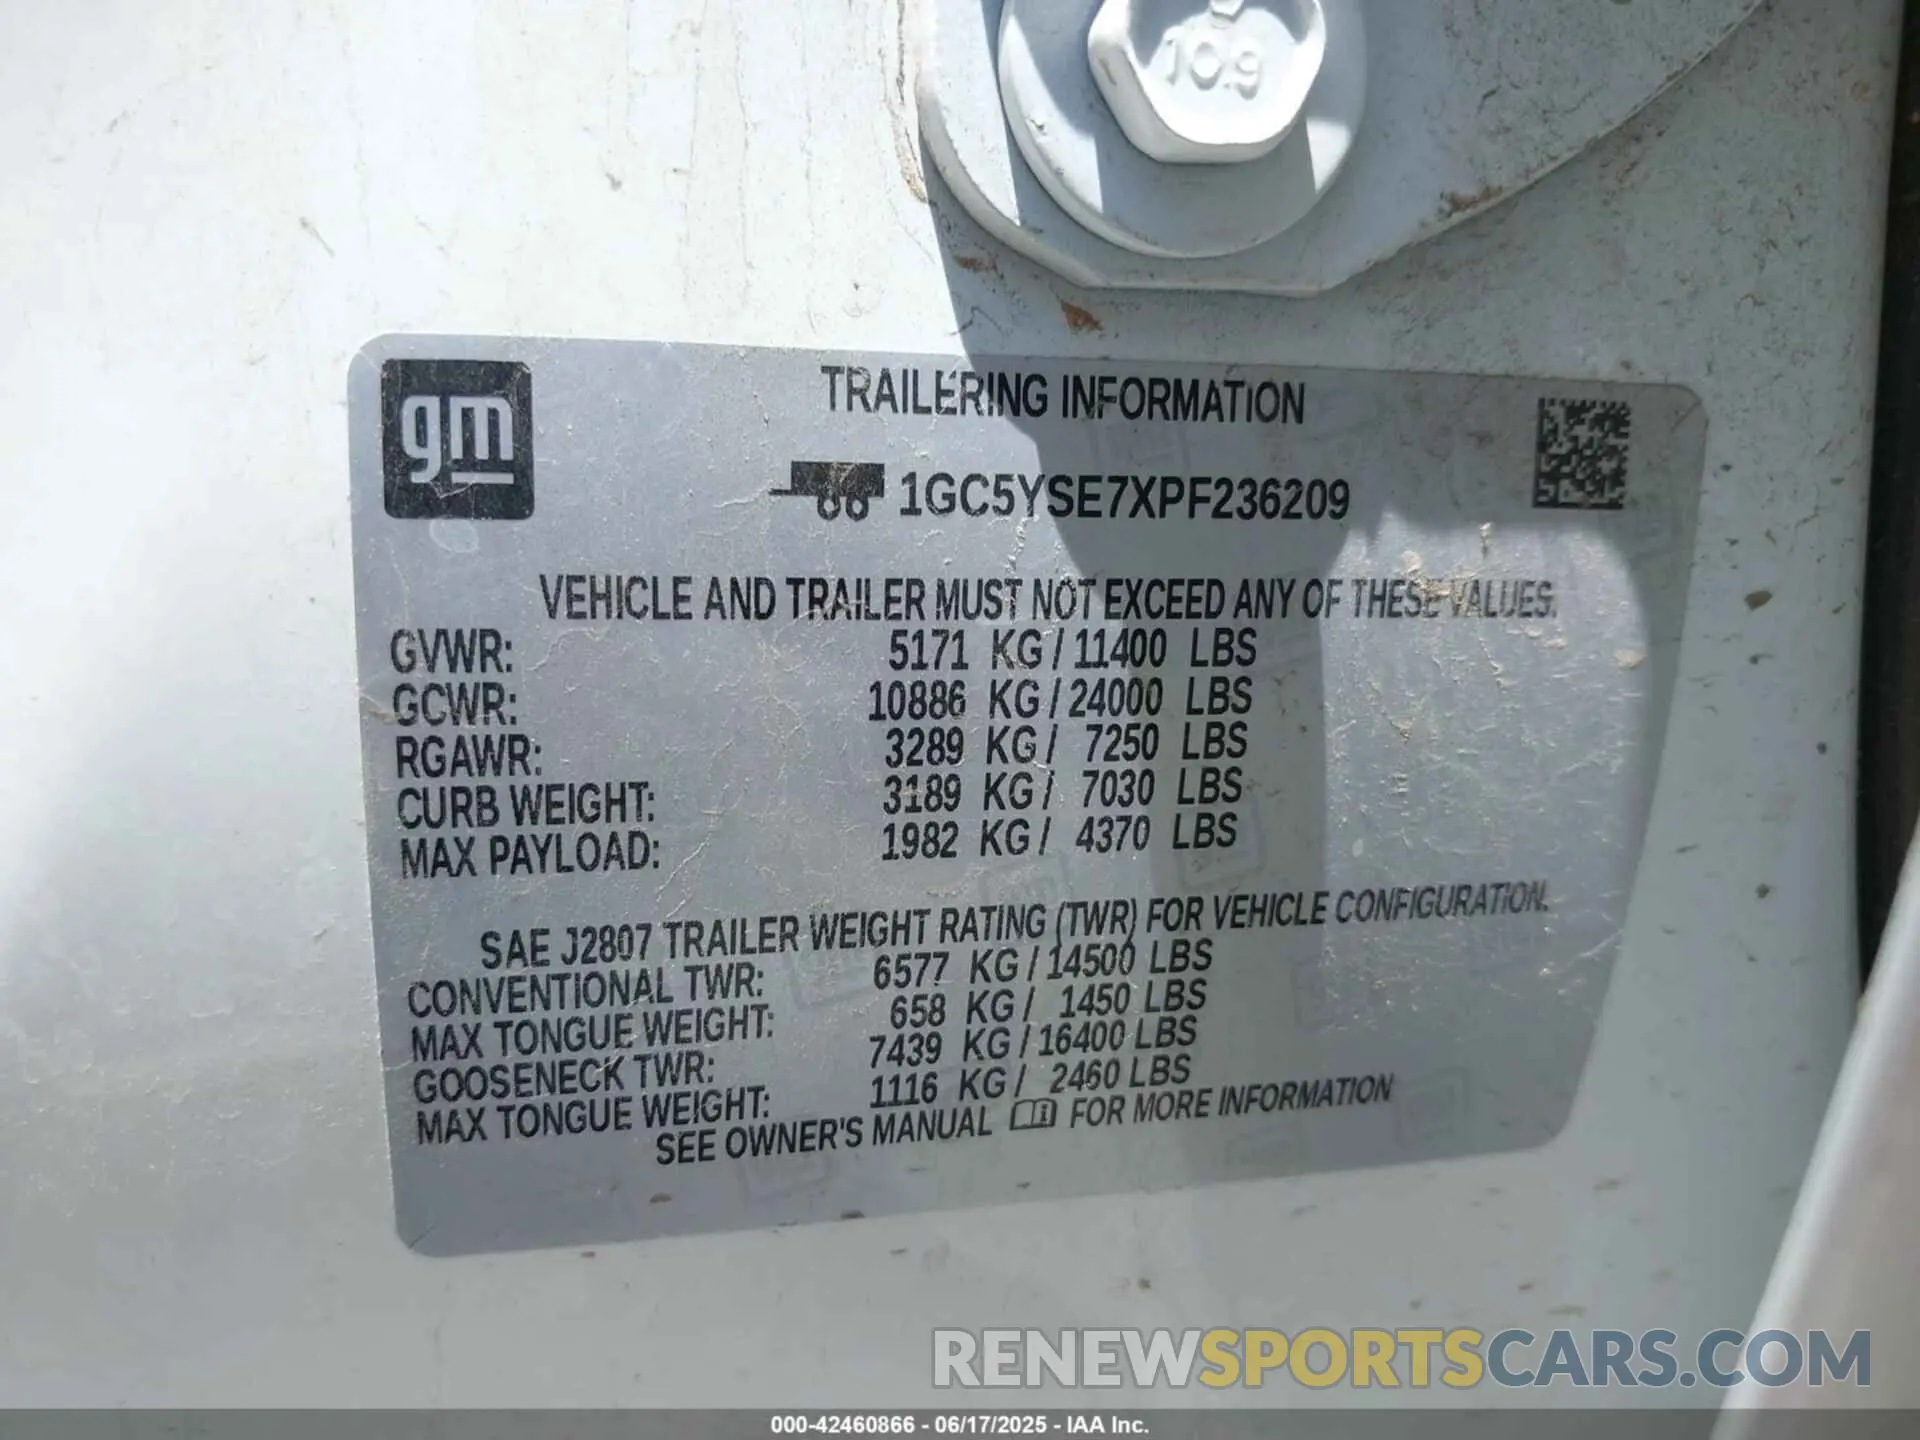 10.9
gm
TRAILERING INFORMATION
1GC5YSE7XPF236209
VEHICLE AND TRAILER MUST NOT EXCEED ANY OF THESE VALUES.
GVWR: 5171 KG / 11400 LBS
GCWR: 10886 KG / 24000 LBS
RGAWR: 3289 KG / 7250 LBS
CURB WEIGHT: 3189 KG / 7030 LBS
MAX PAYLOAD: 1982 KG / 4370 LBS
SAE J2807 TRAILER WEIGHT RATING (TWR) FOR VEHICLE CONFIGURATION.
CONVENTIONAL TWR: 6577 KG / 14500 LBS
MAX TONGUE WEIGHT: 658 KG / 1450 LBS
GOOSENECK TWR: 7439 KG / 16400 LBS
MAX TONGUE WEIGHT: 1116 KG / 2460 LBS
SEE OWNER'S MANUAL FOR MORE INFORMATION
RENEWSPORTSCARS.COM
000-42460866 - 06/17/2025 - IAA Inc.